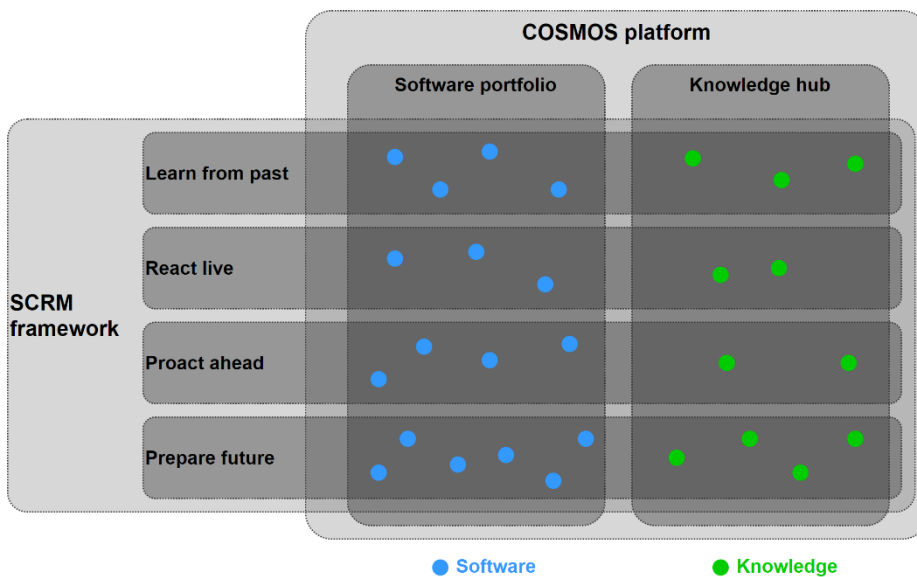 COSMOS platform
Software portfolio
Knowledge hub
Learn from past
React live
SCRM
framework
Proact ahead
Prepare future
Software
Knowledge